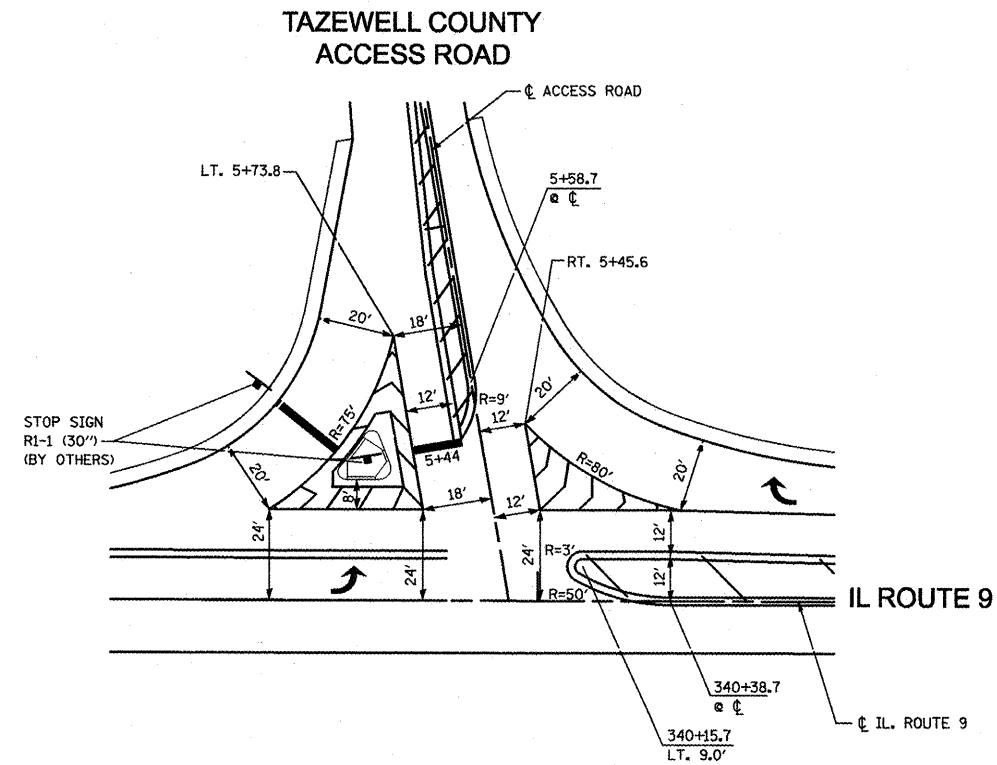 TAZEWELL COUNTY
ACCESS ROAD
℄ ACCESS ROAD
LT. 5+73.8
5+58.7
@ ℄
RT. 5+45.6
20'
18'
20'
12'
R=9'
12'
STOP SIGN
R1-1 (30")
(BY OTHERS)
R=75'
5+44
R=80'
20'
20'
8'
18'
12'
24'
24'
24'
12'
R=3'
12'
R=50'
IL ROUTE 9
340+38.7
@ ℄
℄ IL. ROUTE 9
340+15.7
LT. 9.0'